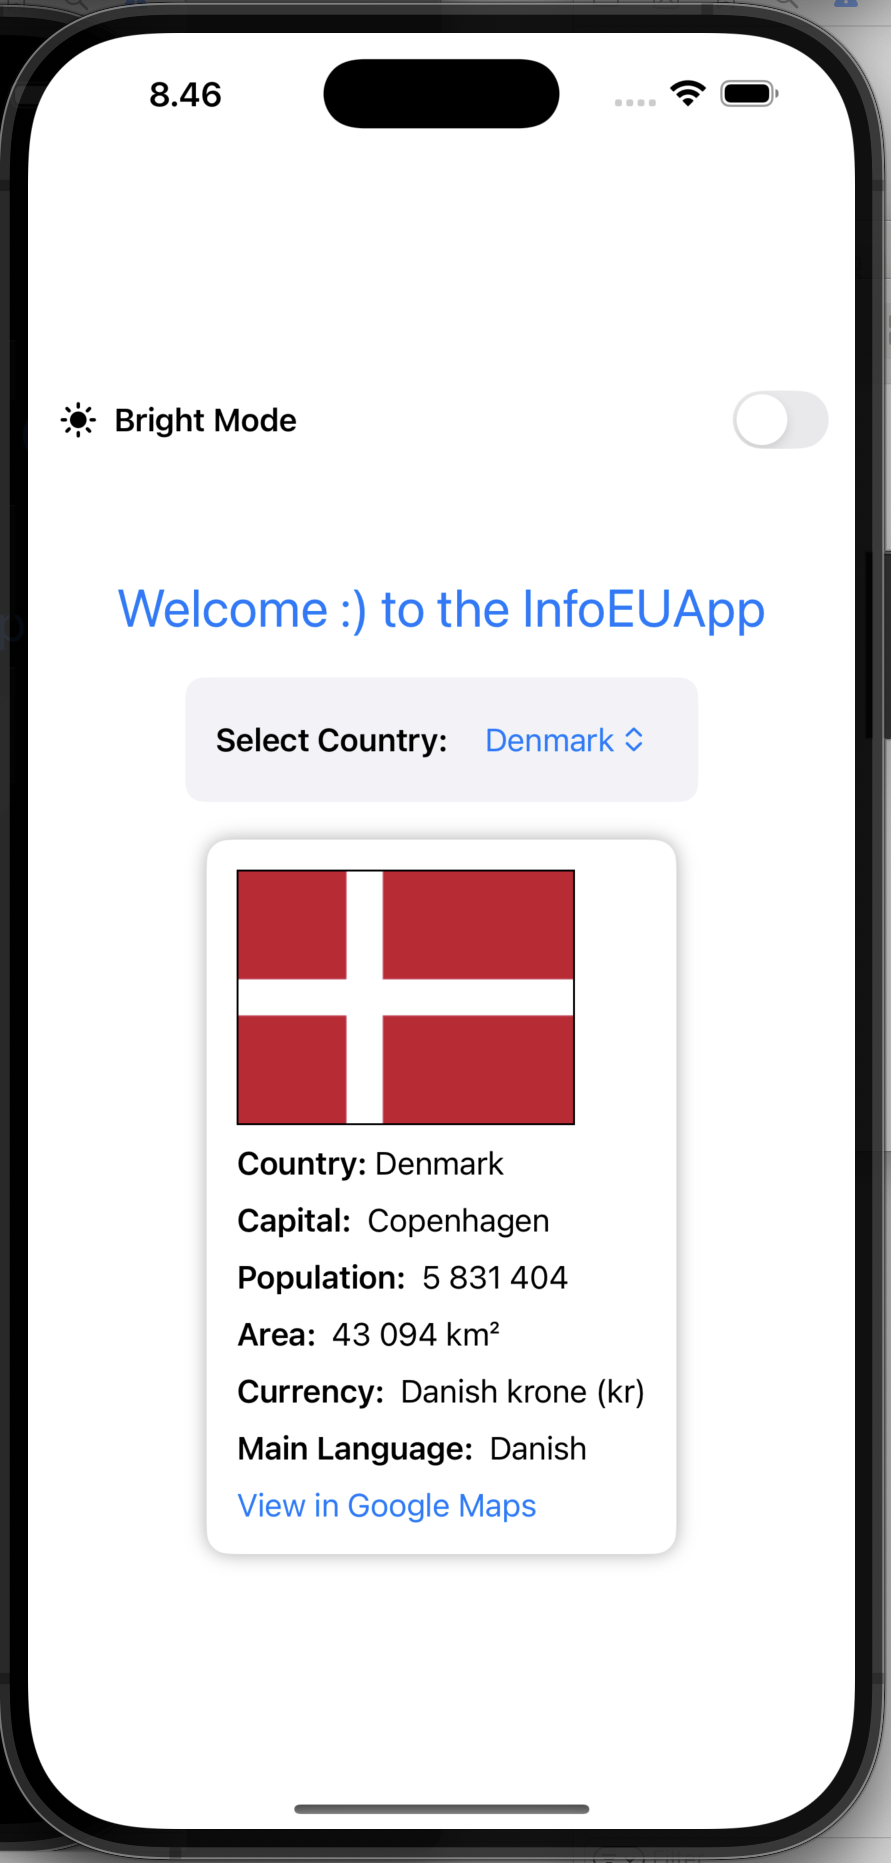 8.46
Bright Mode
Welcome :) to the InfoEUApp
Select Country: Denmark
Country: Denmark
Capital: Copenhagen
Population: 5 831 404
Area: 43 094 km²
Currency: Danish krone (kr)
Main Language: Danish
View in Google Maps
Filter